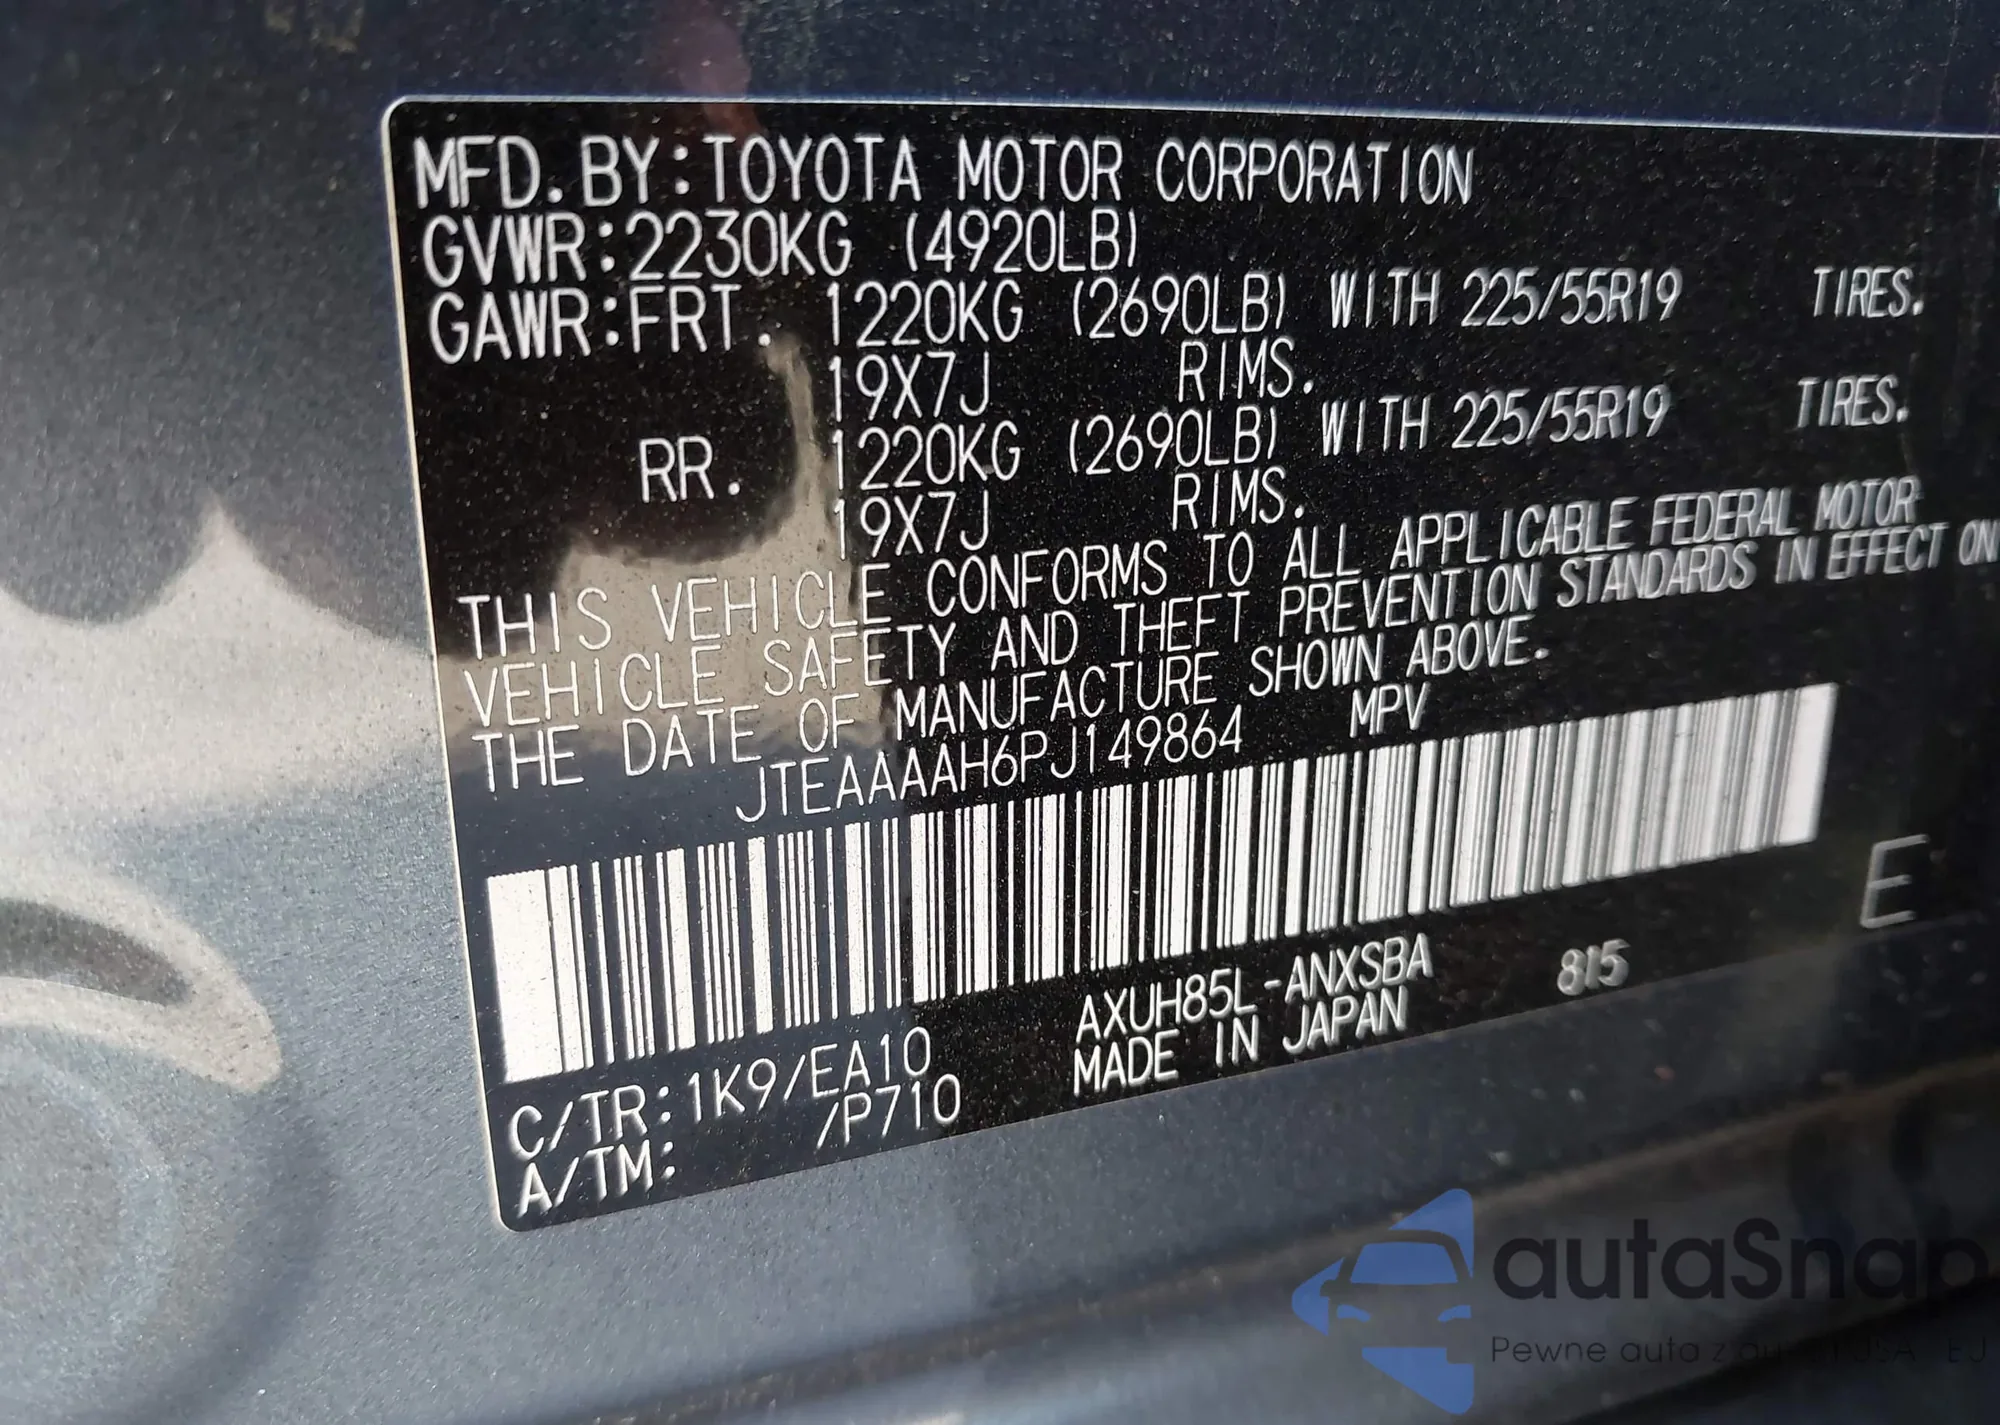 MFD.BY:TOYOTA MOTOR CORPORATION
GVWR:2230KG (4920LB)
GAWR:FRT. 1220KG (2690LB) WITH 225/55R19 TIRES.
19X7J RIMS.
RR. 1220KG (2690LB) WITH 225/55R19 TIRES.
19X7J RIMS.
THIS VEHICLE CONFORMS TO ALL APPLICABLE FEDERAL MOTOR
VEHICLE SAFETY AND THEFT PREVENTION STANDARDS IN EFFECT ON
THE DATE OF MANUFACTURE SHOWN ABOVE.
JTEAAAAH6PJ149864 MPV
E
C/TR:1K9/EA10 AXUH85L-ANXSBA 815
A/TM: /P710 MADE IN JAPAN
autaSnap
Pewne auta z